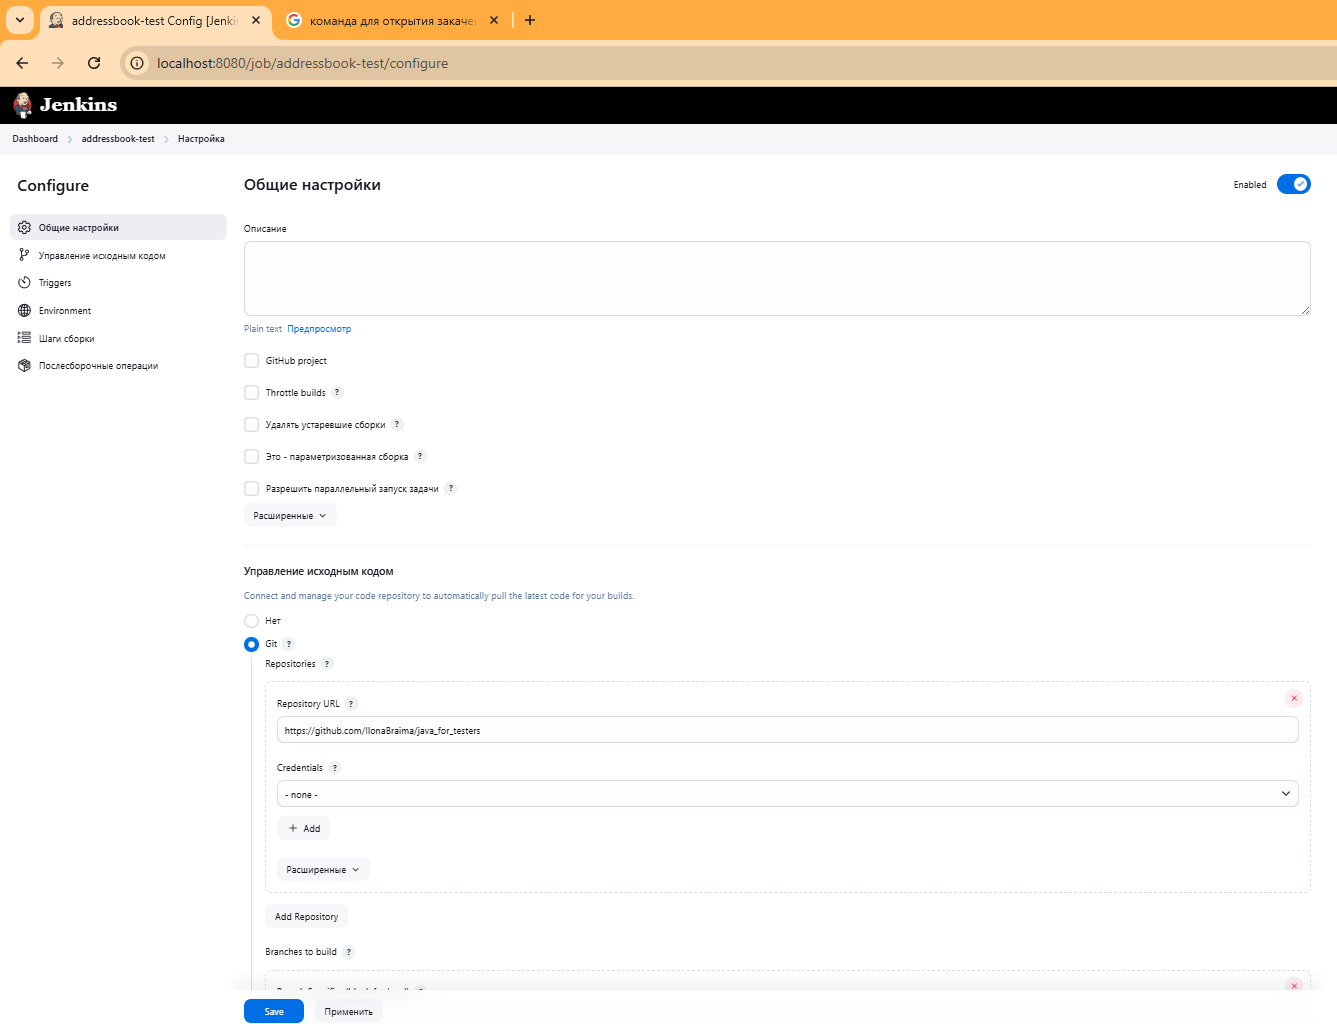 addressbook-test Config [Jenki
команда для открытия закаче
localhost:8080/job/addressbook-test/configure
Jenkins
Dashboard addressbook-test Настройка
Configure
Общие настройки
Управление исходным кодом
Triggers
Environment
Шаги сборки
Послесборочные операции
Общие настройки
Enabled
Описание
Plain text Предпросмотр
GitHub project
Throttle builds ?
Удалять устаревшие сборки ?
Это - параметризованная сборка ?
Разрешить параллельный запуск задачи ?
Расширенные
Управление исходным кодом
Connect and manage your code repository to automatically pull the latest code for your builds.
Нет
Git ?
Repositories ?
Repository URL ?
https://github.com/IlonaBraima/java_for_testers
Credentials ?
- none -
+ Add
Расширенные
Add Repository
Branches to build ?
Save
Применить